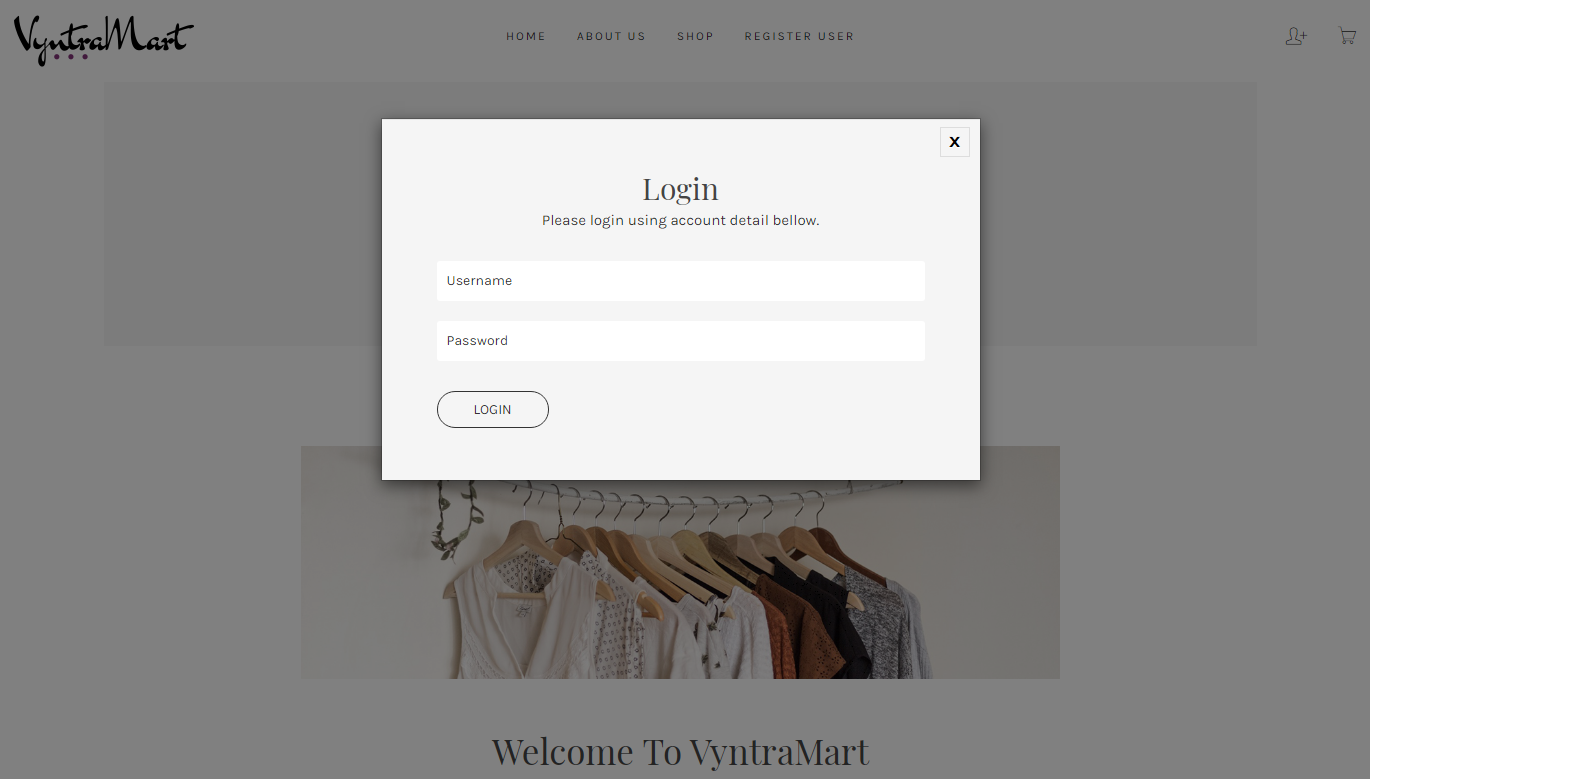 VyntraMart
HOME ABOUT US SHOP REGISTER USER
X
Login
Please login using account detail bellow.
Username
Password
LOGIN
Welcome To VyntraMart